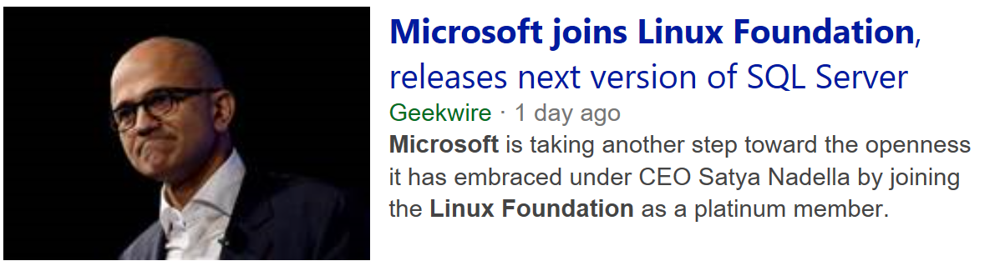 Microsoft joins Linux Foundation,
releases next version of SQL Server
Geekwire · 1 day ago
Microsoft is taking another step toward the openness
it has embraced under CEO Satya Nadella by joining
the Linux Foundation as a platinum member.